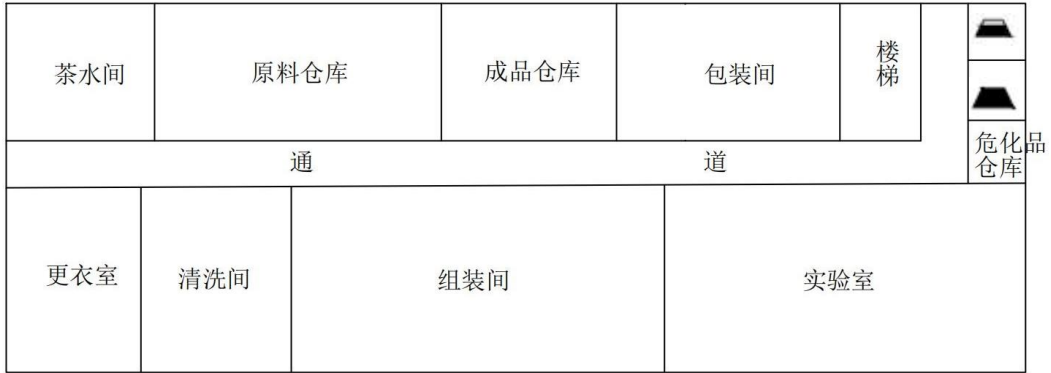 茶水间
原料仓库
成品仓库
包装间
楼梯
通道
危化品
仓库
更衣室
清洗间
组装间
实验室